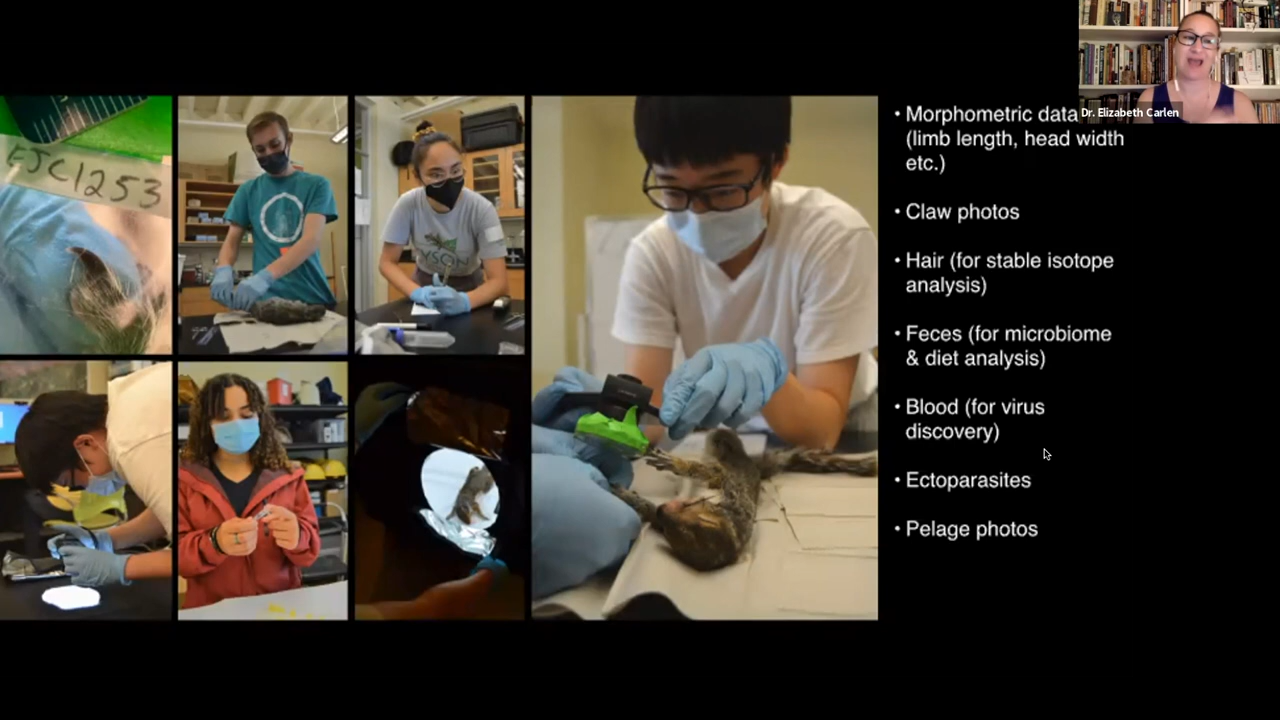 Dr. Elizabeth Carlen
EJC1253
TYSON
• Morphometric data
(limb length, head width
etc.)
• Claw photos
• Hair (for stable isotope
analysis)
• Feces (for microbiome
& diet analysis)
• Blood (for virus
discovery)
• Ectoparasites
• Pelage photos